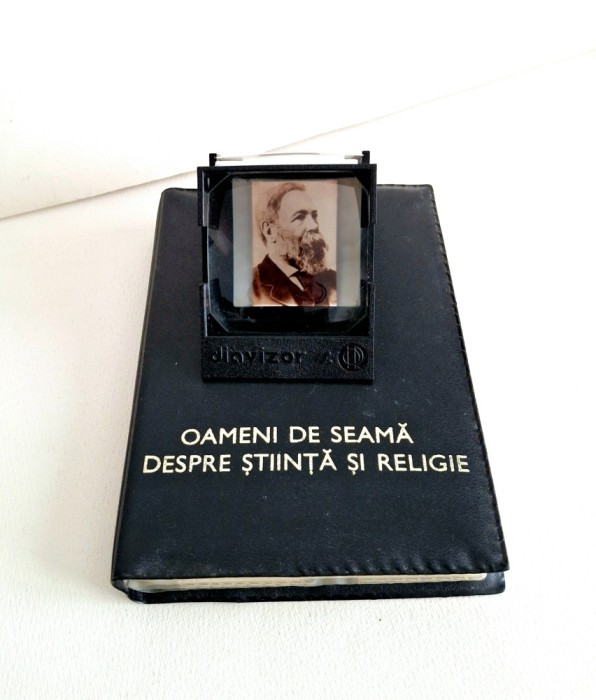 diavizor
OAMENI DE SEAMĂ
DESPRE ȘTIINȚĂ ȘI RELIGIE